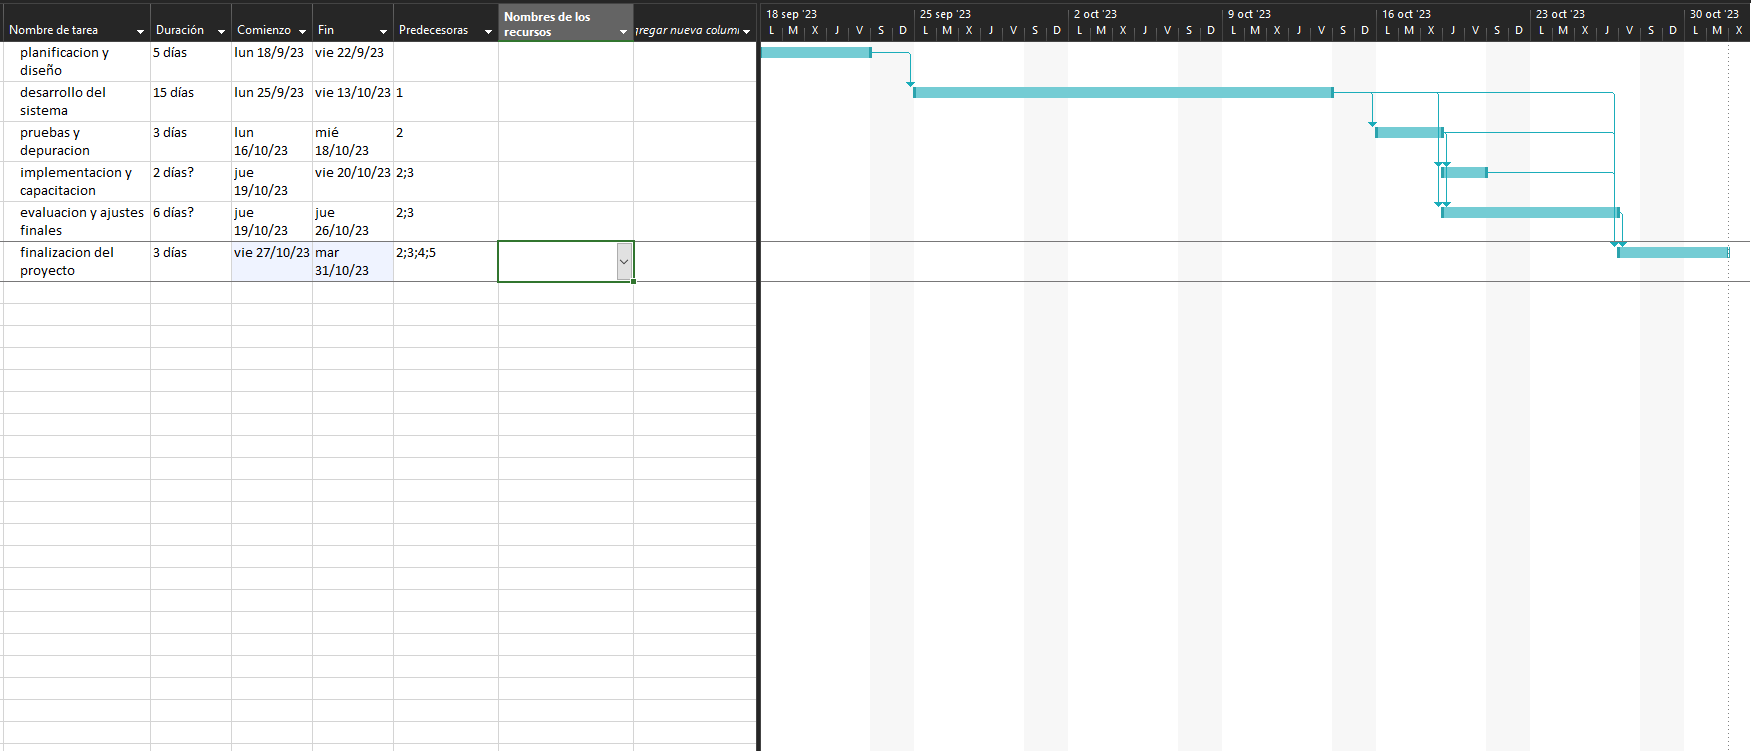 Nombre de tarea Duración Comienzo Fin Predecesoras Nombres de los recursos gregar nueva colum
planificacion y diseño 5 días lun 18/9/23 vie 22/9/23
desarrollo del sistema 15 días lun 25/9/23 vie 13/10/23 1
pruebas y depuracion 3 días lun 16/10/23 mié 18/10/23 2
implementacion y capacitacion 2 días? jue 19/10/23 vie 20/10/23 2;3
evaluacion y ajustes finales 6 días? jue 19/10/23 jue 26/10/23 2;3
finalizacion del proyecto 3 días vie 27/10/23 mar 31/10/23 2;3;4;5
18 sep '23 25 sep '23 2 oct '23 9 oct '23 16 oct '23 23 oct '23 30 oct '23
L M X J V S D L M X J V S D L M X J V S D L M X J V S D L M X J V S D L M X J V S D L M X